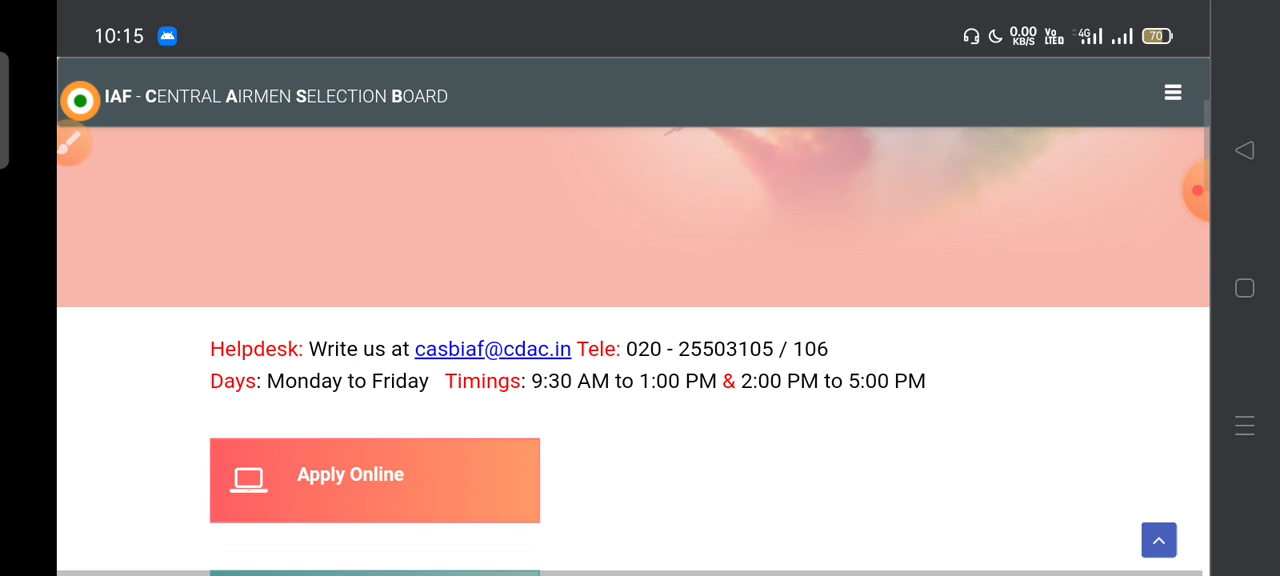 10:15
0.00 KB/S Vo LTED 4G 70
IAF - CENTRAL AIRMEN SELECTION BOARD
Helpdesk: Write us at casbiaf@cdac.in Tele: 020 - 25503105 / 106
Days: Monday to Friday Timings: 9:30 AM to 1:00 PM & 2:00 PM to 5:00 PM
Apply Online